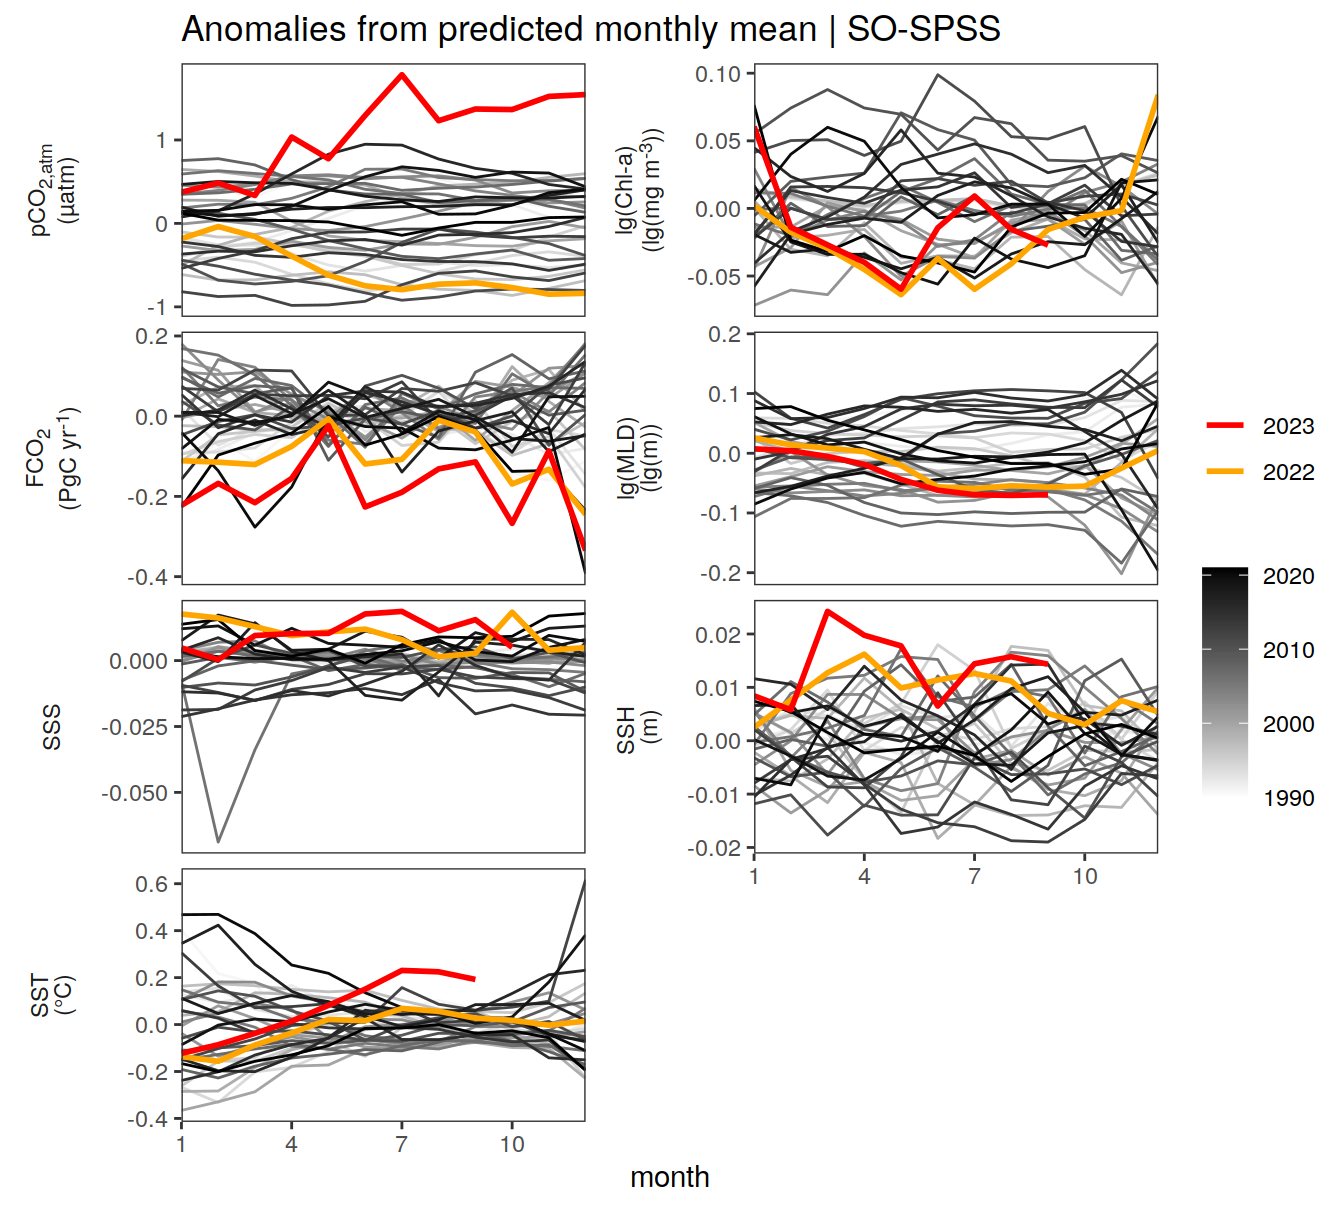 Anomalies from predicted monthly mean | SO-SPSS
pCO2,atm
(µatm)
1
0
-1
lg(Chl-a)
(lg(mg m-3))
0.10
0.05
0.00
-0.05
FCO2
(PgC yr-1)
0.2
0.0
-0.2
-0.4
lg(MLD)
(lg(m))
0.2
0.1
0.0
-0.1
-0.2
SSS
0.000
-0.025
-0.050
SSH
(m)
0.02
0.01
0.00
-0.01
-0.02
1 4 7 10
SST
(°C)
0.6
0.4
0.2
0.0
-0.2
-0.4
1 4 7 10
month
2023
2022
2020
2010
2000
1990